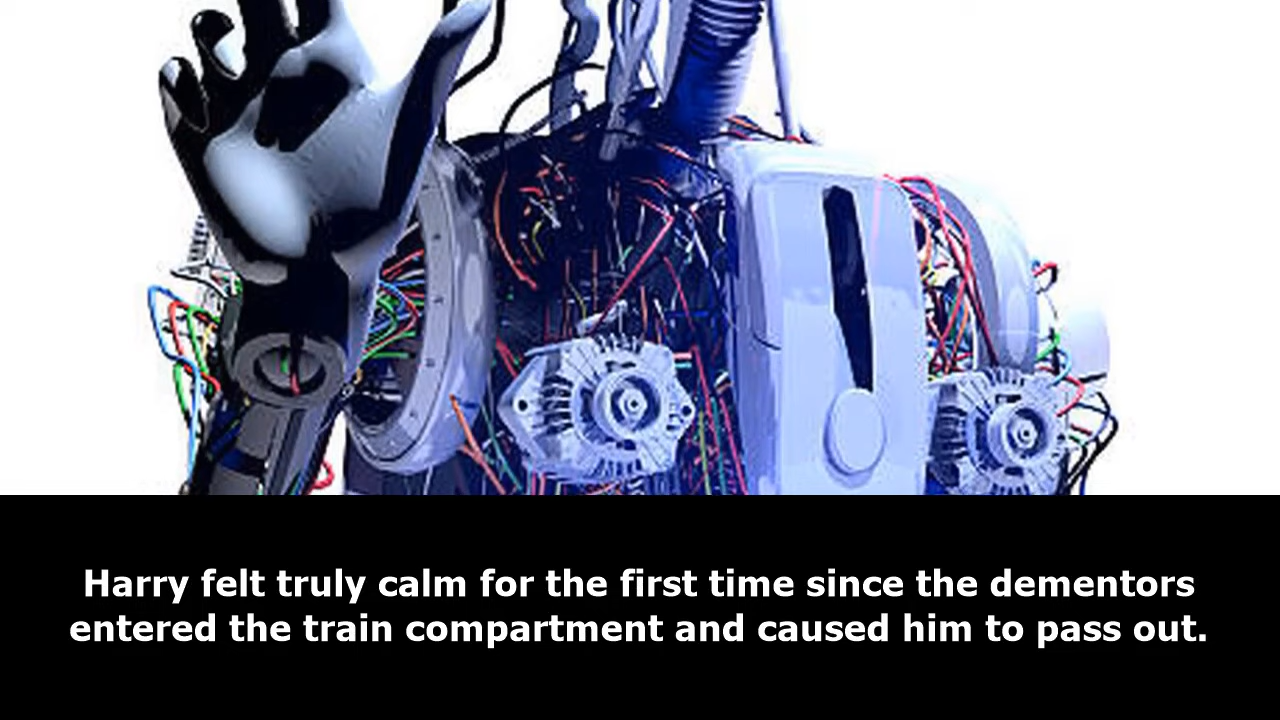 Harry felt truly calm for the first time since the dementors
entered the train compartment and caused him to pass out.